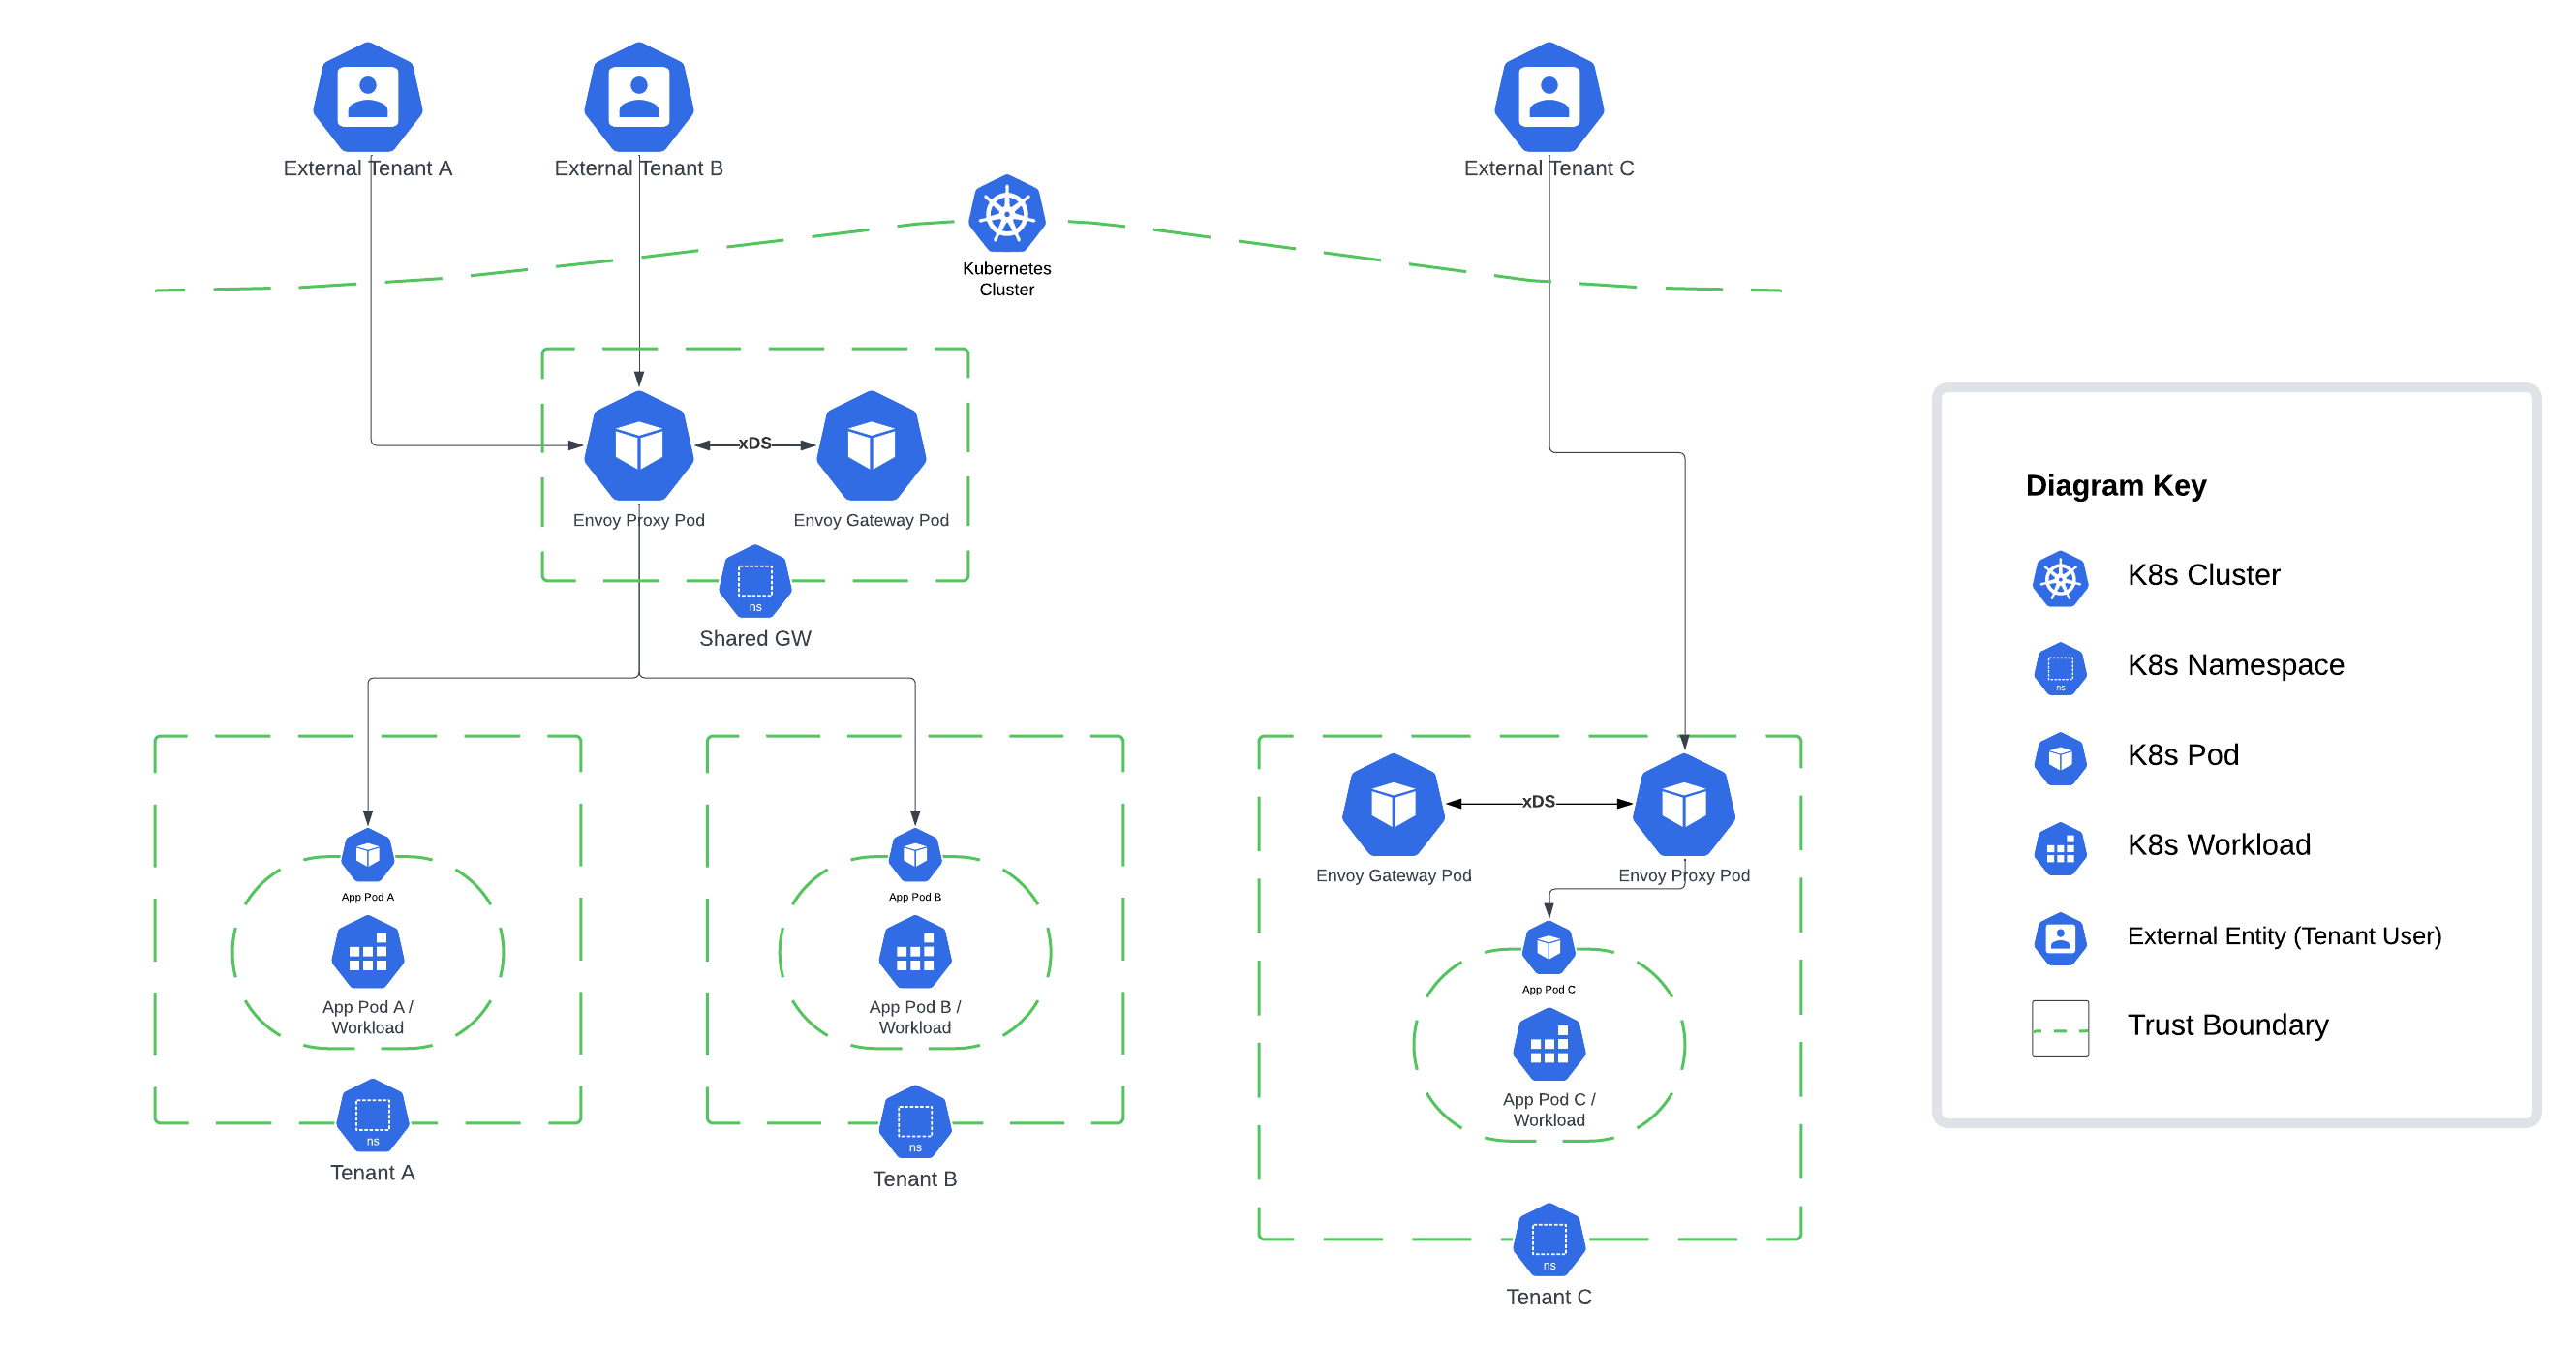 External Tenant A
External Tenant B
External Tenant C
Kubernetes
Cluster
xDS
Envoy Proxy Pod
Envoy Gateway Pod
ns
Shared GW
App Pod A
App Pod A /
Workload
ns
Tenant A
App Pod B
App Pod B /
Workload
ns
Tenant B
xDS
Envoy Gateway Pod
Envoy Proxy Pod
App Pod C
App Pod C /
Workload
ns
Tenant C
Diagram Key
K8s Cluster
K8s Namespace
ns
K8s Pod
K8s Workload
External Entity (Tenant User)
Trust Boundary